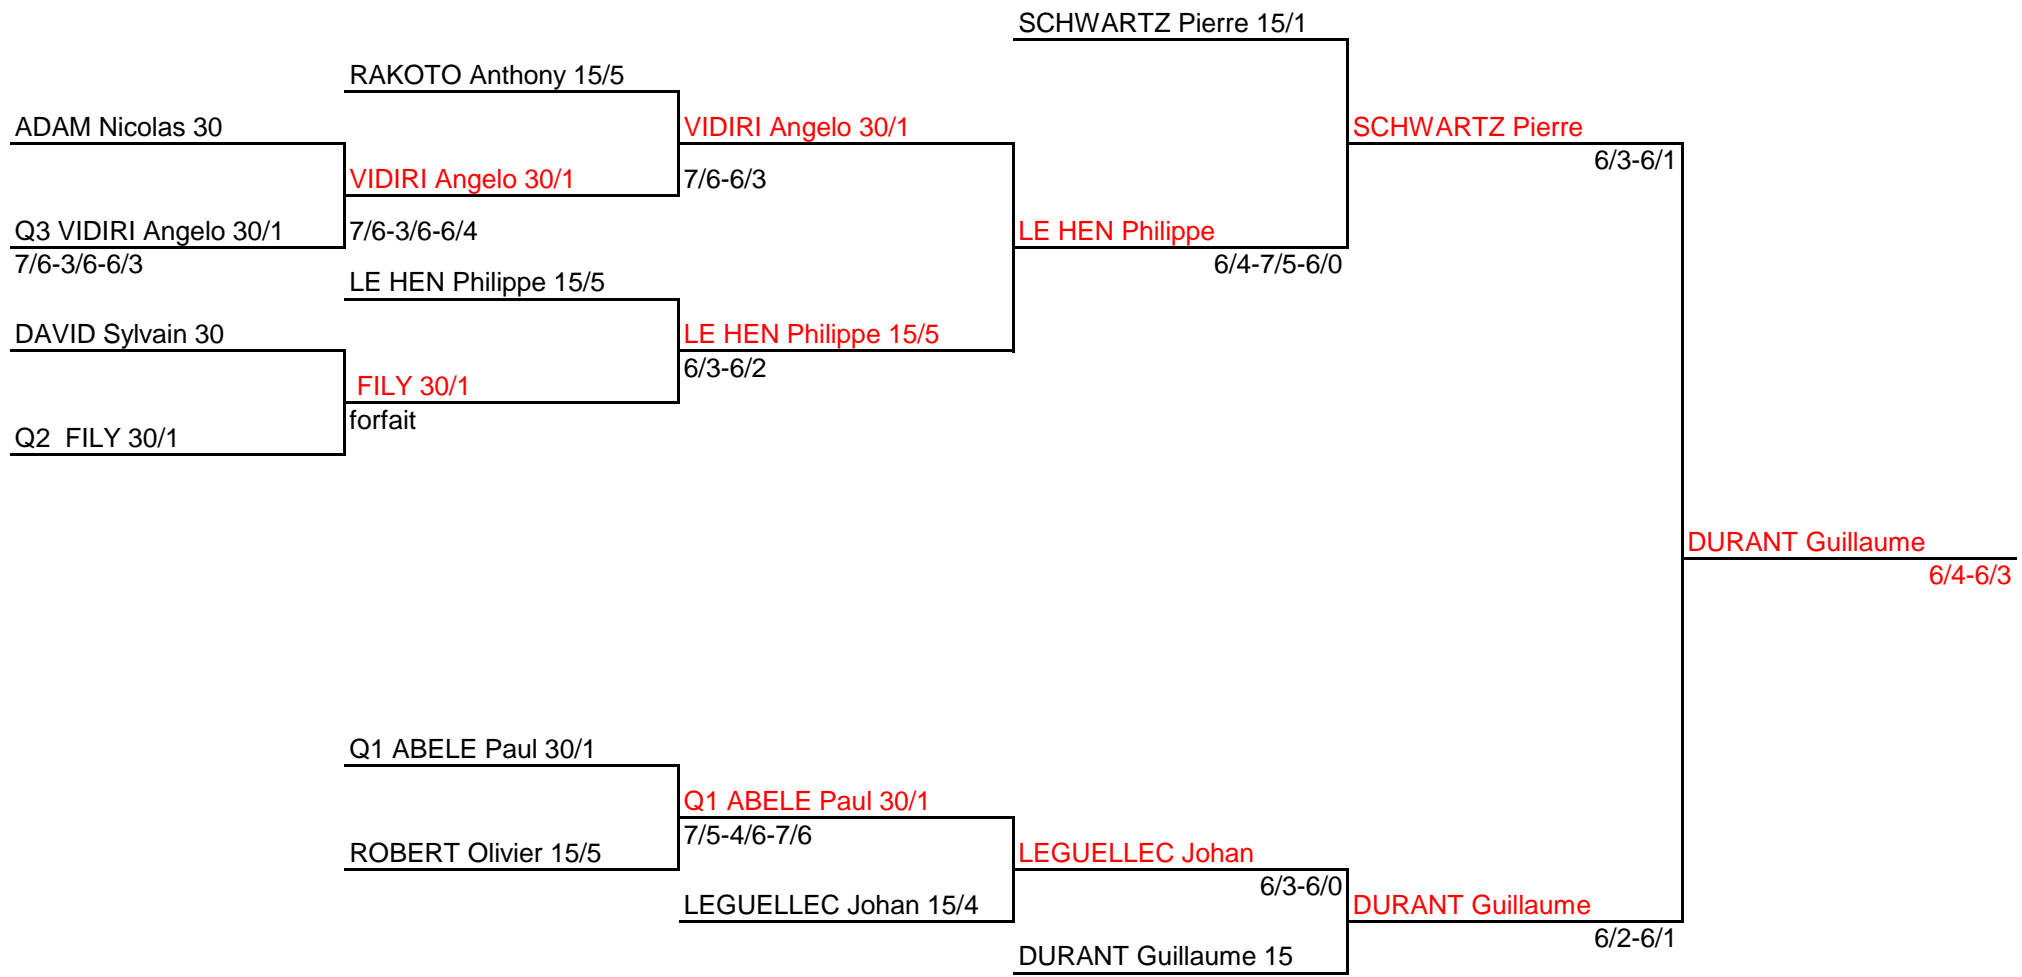 SCHWARTZ Pierre 15/1
RAKOTO Anthony 15/5
ADAM Nicolas 30
VIDIRI Angelo 30/1
SCHWARTZ Pierre
6/3-6/1
VIDIRI Angelo 30/1
7/6-6/3
Q3 VIDIRI Angelo 30/1
7/6-3/6-6/4
LE HEN Philippe
7/6-3/6-6/3
6/4-7/5-6/0
LE HEN Philippe 15/5
DAVID Sylvain 30
LE HEN Philippe 15/5
6/3-6/2
FILY 30/1
forfait
Q2  FILY 30/1
DURANT Guillaume
6/4-6/3
Q1 ABELE Paul 30/1
Q1 ABELE Paul 30/1
7/5-4/6-7/6
ROBERT Olivier 15/5
LEGUELLEC Johan
6/3-6/0
LEGUELLEC Johan 15/4
DURANT Guillaume
6/2-6/1
DURANT Guillaume 15